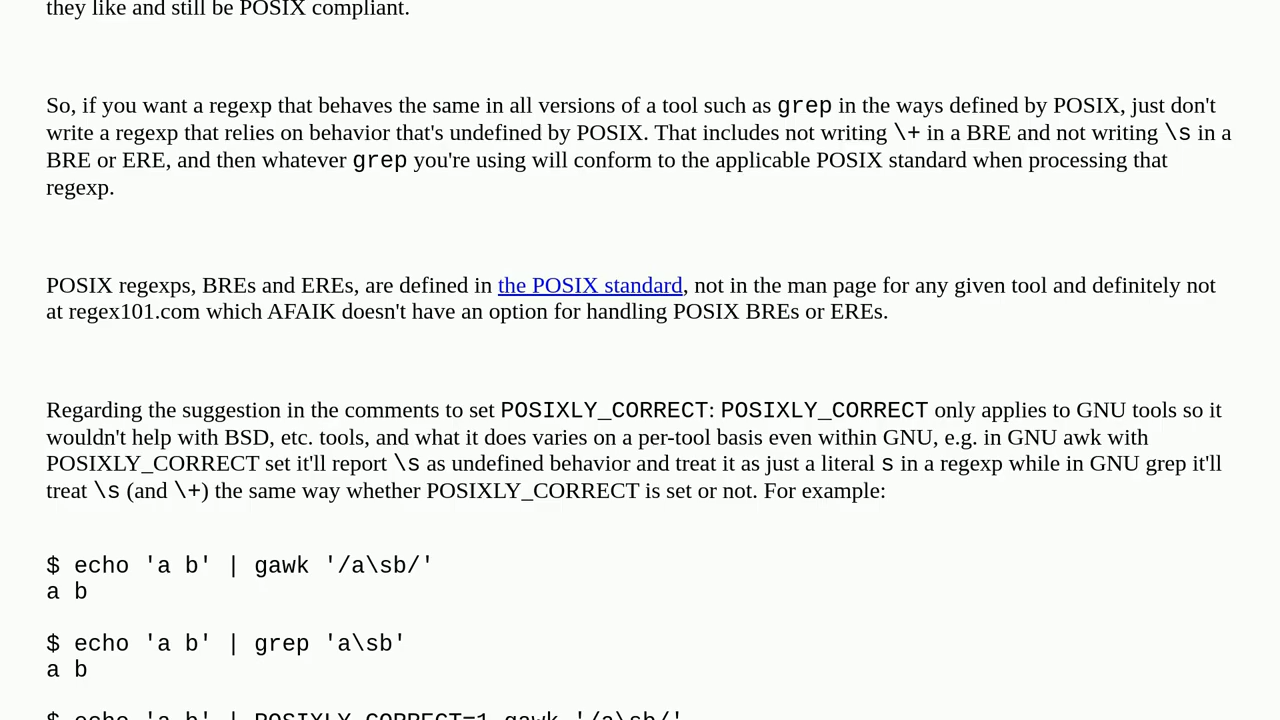 they like and still be POSIX compliant.
So, if you want a regexp that behaves the same in all versions of a tool such as grep in the ways defined by POSIX, just don't
write a regexp that relies on behavior that's undefined by POSIX. That includes not writing \+ in a BRE and not writing \s in a
BRE or ERE, and then whatever grep you're using will conform to the applicable POSIX standard when processing that
regexp.
POSIX regexps, BREs and EREs, are defined in the POSIX standard, not in the man page for any given tool and definitely not
at regex101.com which AFAIK doesn't have an option for handling POSIX BREs or EREs.
Regarding the suggestion in the comments to set POSIXLY_CORRECT: POSIXLY_CORRECT only applies to GNU tools so it
wouldn't help with BSD, etc. tools, and what it does varies on a per-tool basis even within GNU, e.g. in GNU awk with
POSIXLY_CORRECT set it'll report \s as undefined behavior and treat it as just a literal s in a regexp while in GNU grep it'll
treat \s (and \+) the same way whether POSIXLY_CORRECT is set or not. For example:
$ echo 'a b' | gawk '/a\sb/'
a b
$ echo 'a b' | grep 'a\sb'
a b
$ echo 'a b' | POSIXLY_CORRECT=1 gawk '/a\sb/'